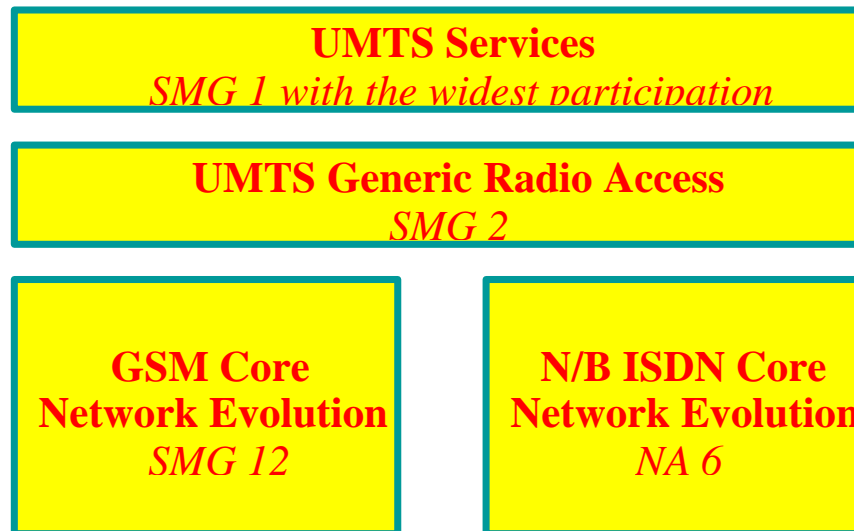 UMTS Services
SMG 1 with the widest participation
UMTS Generic Radio Access
SMG 2
GSM Core
Network Evolution
SMG 12
N/B ISDN Core
Network Evolution
NA 6